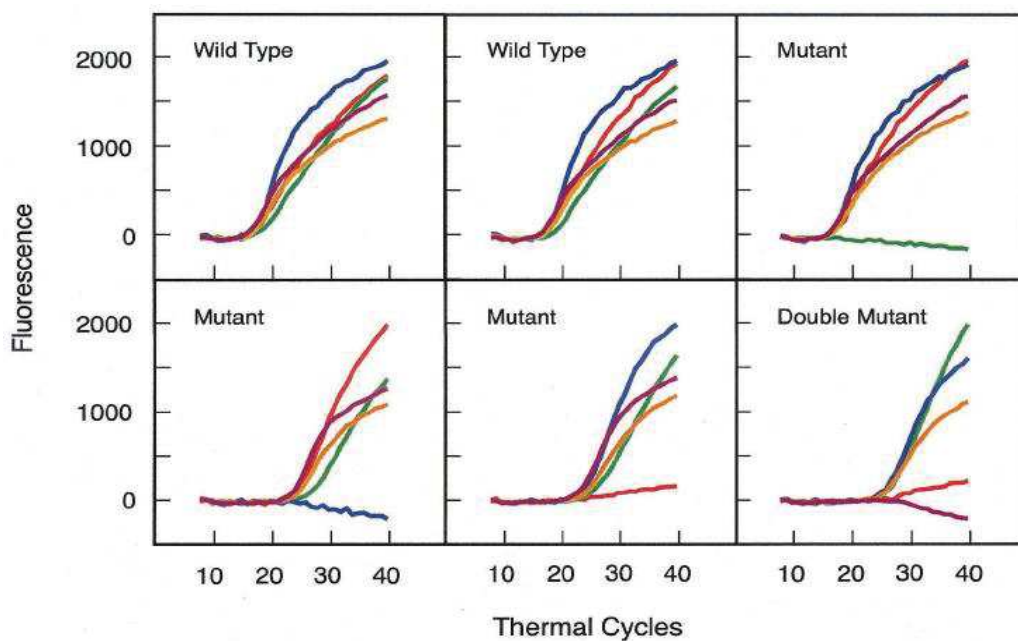 Wild Type
Wild Type
Mutant
2000
1000
0
Fluorescence
Mutant
Mutant
Double Mutant
2000
1000
0
10 20 30 40 10 20 30 40 10 20 30 40
Thermal Cycles